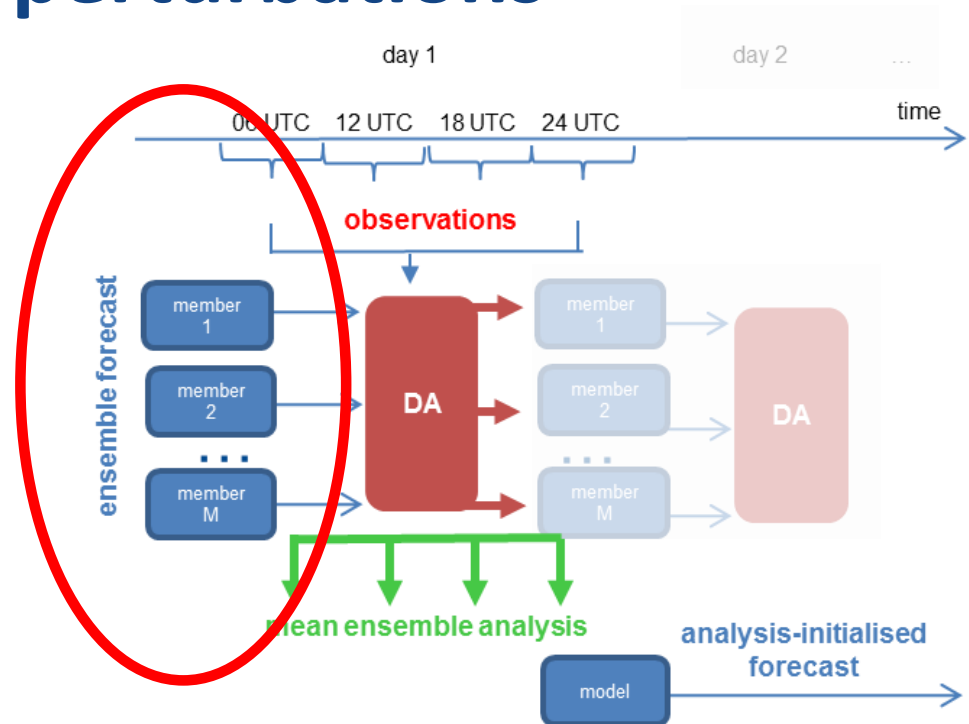 perturbations
day 1
day 2
...
time
06 UTC
12 UTC
18 UTC
24 UTC
observations
ensemble forecast
member
1
member
2
...
member
M
DA
member
1
member
2
...
member
M
DA
mean ensemble analysis
analysis-initialised
forecast
model